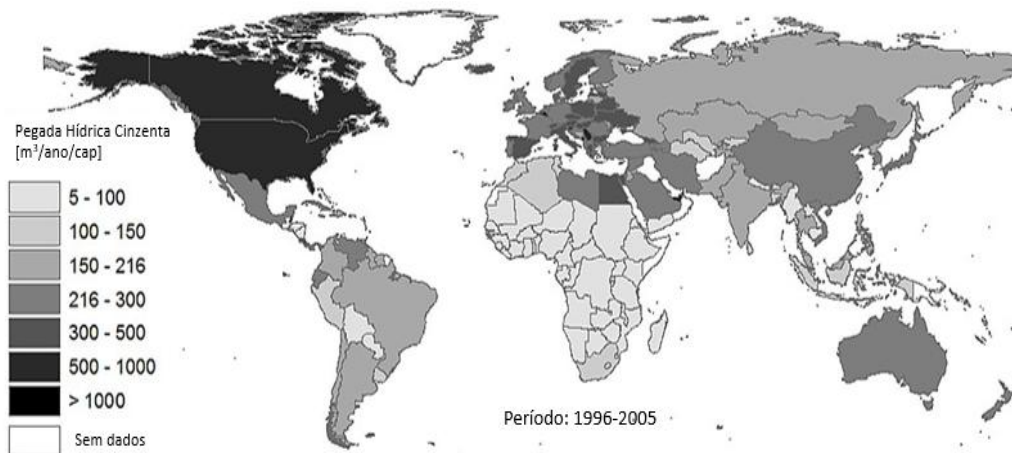 Pegada Hídrica Cinzenta
[m³/ano/cap]
5 - 100
100 - 150
150 - 216
216 - 300
300 - 500
500 - 1000
> 1000
Sem dados
Período: 1996-2005